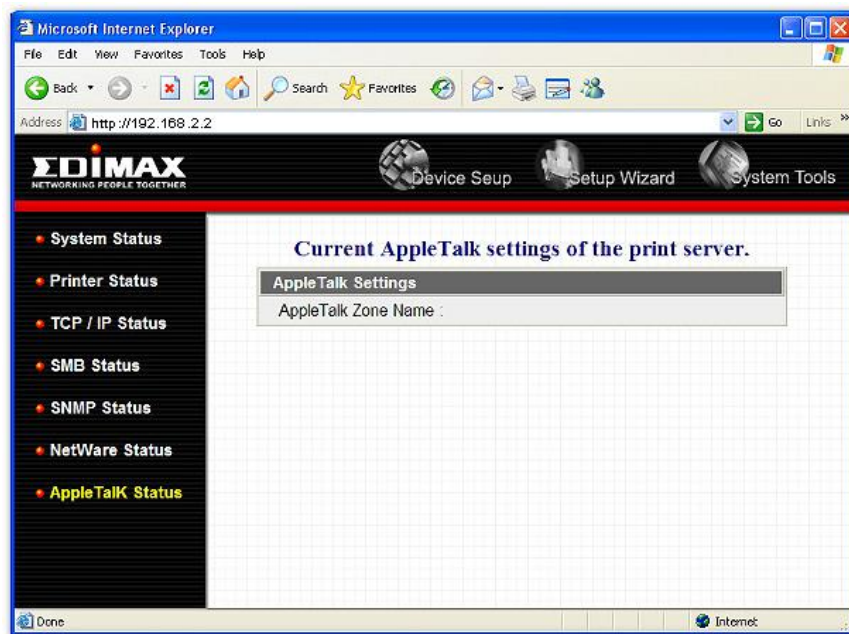 Microsoft Internet Explorer
File Edit View Favorites Tools Help
Back Search Favorites
Address http://192.168.2.2 Go Links »
EDIMAX
NETWORKING PEOPLE TOGETHER
Device Seup Setup Wizard System Tools
System Status
Printer Status
TCP / IP Status
SMB Status
SNMP Status
NetWare Status
AppleTalK Status
Current AppleTalk settings of the print server.
AppleTalk Settings
AppleTalk Zone Name :
Done Internet